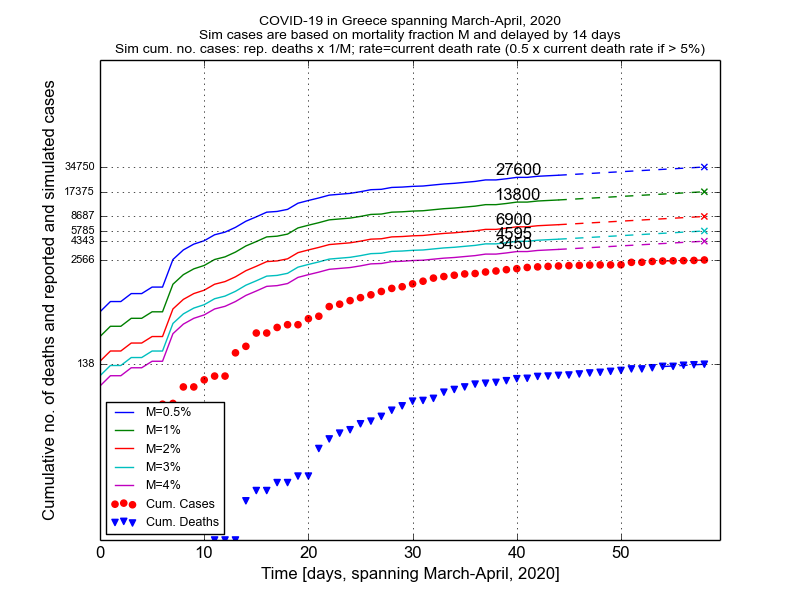 COVID-19 in Greece spanning March-April, 2020
Sim cases are based on mortality fraction M and delayed by 14 days
Sim cum. no. cases: rep. deaths x 1/M; rate=current death rate (0.5 x current death rate if > 5%)
Cumulative no. of deaths and reported and simulated cases
34750
17375
8687
5785
4343
2566
138
27600
13800
6900
4595
3450
M=0.5%
M=1%
M=2%
M=3%
M=4%
Cum. Cases
Cum. Deaths
0 10 20 30 40 50
Time [days, spanning March-April, 2020]